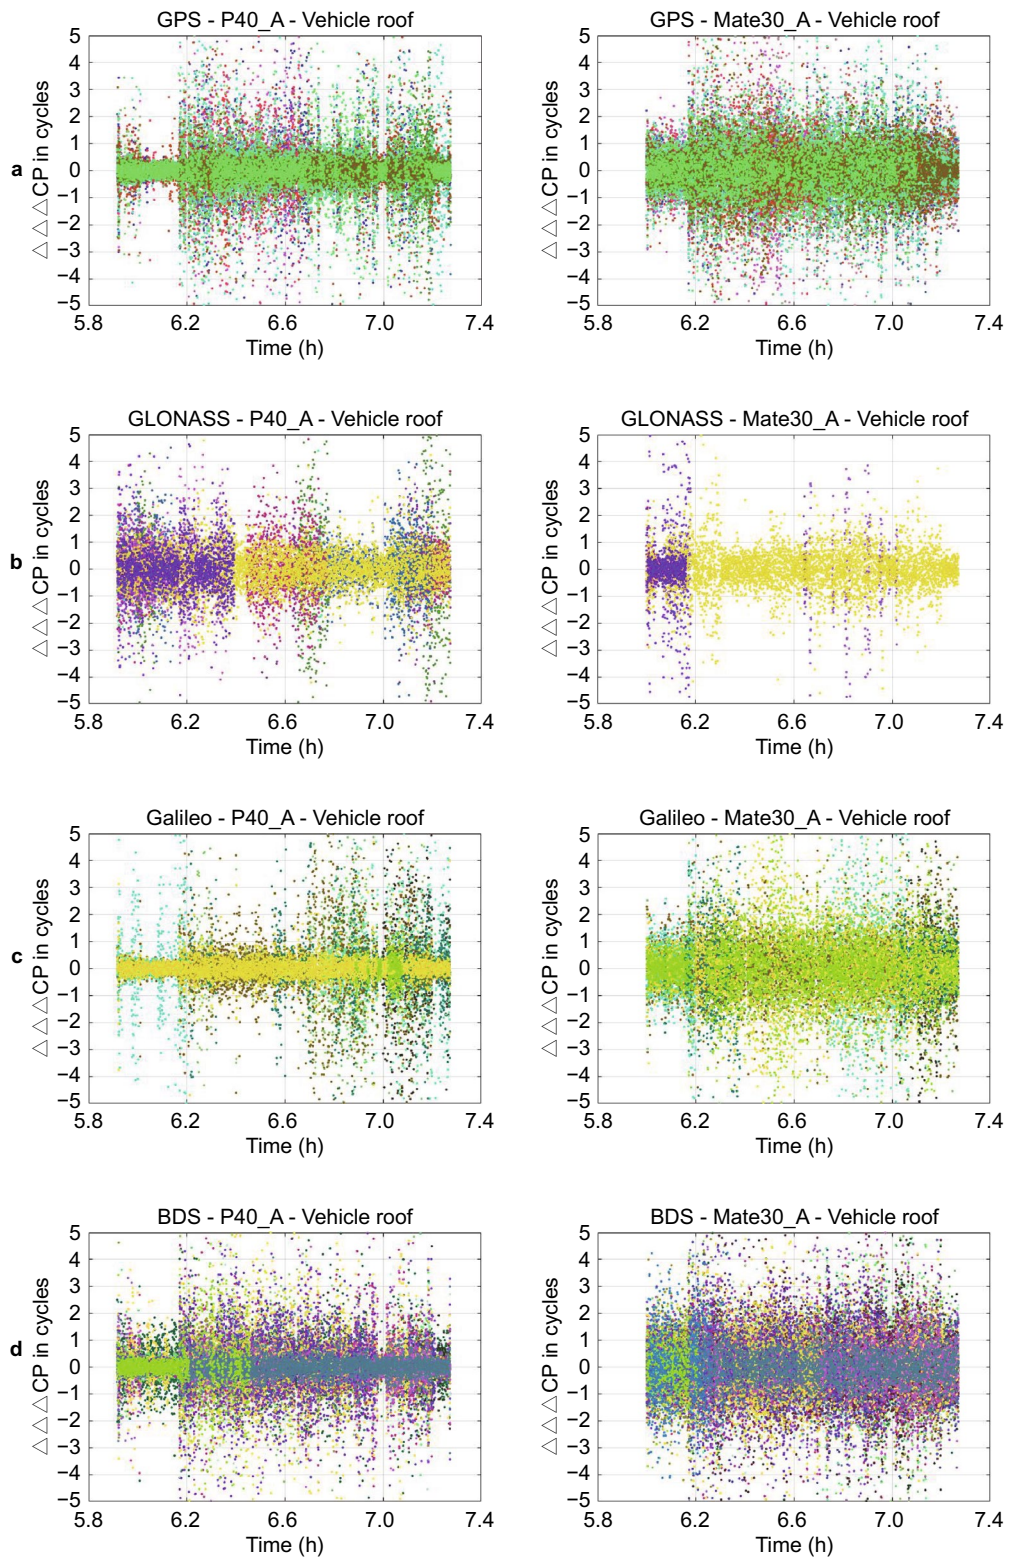 GPS - P40_A - Vehicle roof
GPS - Mate30_A - Vehicle roof
a
△△△CP in cycles
5
4
3
2
1
0
−1
−2
−3
−4
−5
5.8 6.2 6.6 7.0 7.4
Time (h)
△△△CP in cycles
5
4
3
2
1
0
−1
−2
−3
−4
−5
5.8 6.2 6.6 7.0 7.4
Time (h)
GLONASS - P40_A - Vehicle roof
GLONASS - Mate30_A - Vehicle roof
b
△△△CP in cycles
5
4
3
2
1
0
−1
−2
−3
−4
−5
5.8 6.2 6.6 7.0 7.4
Time (h)
△△△CP in cycles
5
4
3
2
1
0
−1
−2
−3
−4
−5
5.8 6.2 6.6 7.0 7.4
Time (h)
Galileo - P40_A - Vehicle roof
Galileo - Mate30_A - Vehicle roof
c
△△△CP in cycles
5
4
3
2
1
0
−1
−2
−3
−4
−5
5.8 6.2 6.6 7.0 7.4
Time (h)
△△△CP in cycles
5
4
3
2
1
0
−1
−2
−3
−4
−5
5.8 6.2 6.6 7.0 7.4
Time (h)
BDS - P40_A - Vehicle roof
BDS - Mate30_A - Vehicle roof
d
△△△CP in cycles
5
4
3
2
1
0
−1
−2
−3
−4
−5
5.8 6.2 6.6 7.0 7.4
Time (h)
△△△CP in cycles
5
4
3
2
1
0
−1
−2
−3
−4
−5
5.8 6.2 6.6 7.0 7.4
Time (h)